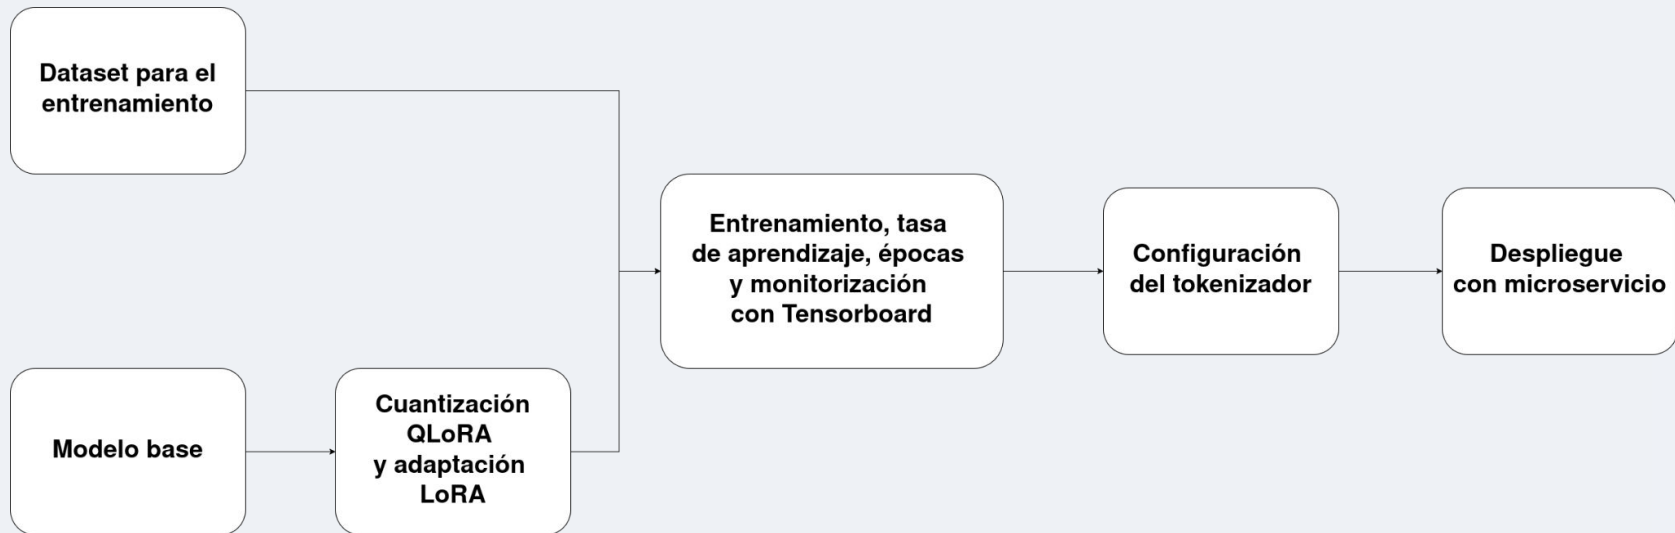 Dataset para el
entrenamiento
Modelo base
Cuantización
QLoRA
y adaptación
LoRA
Entrenamiento, tasa
de aprendizaje, épocas
y monitorización
con Tensorboard
Configuración
del tokenizador
Despliegue
con microservicio